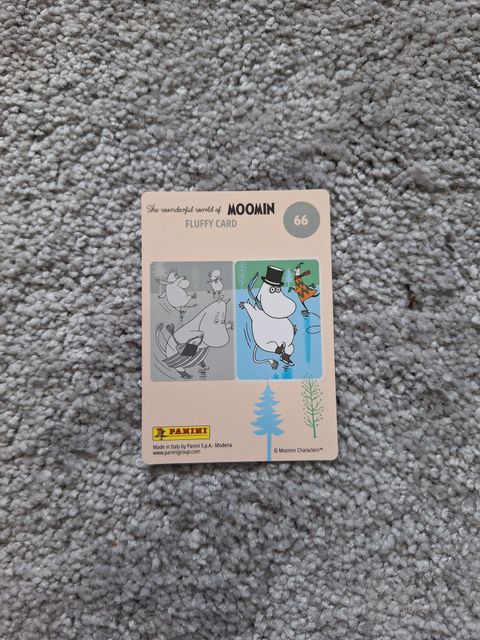 The wonderful world of MOOMIN
FLUFFY CARD
66
PANINI
Made in Italy by Panini S.p.A. - Modena
www.paninigroup.com
© Moomin Characters™